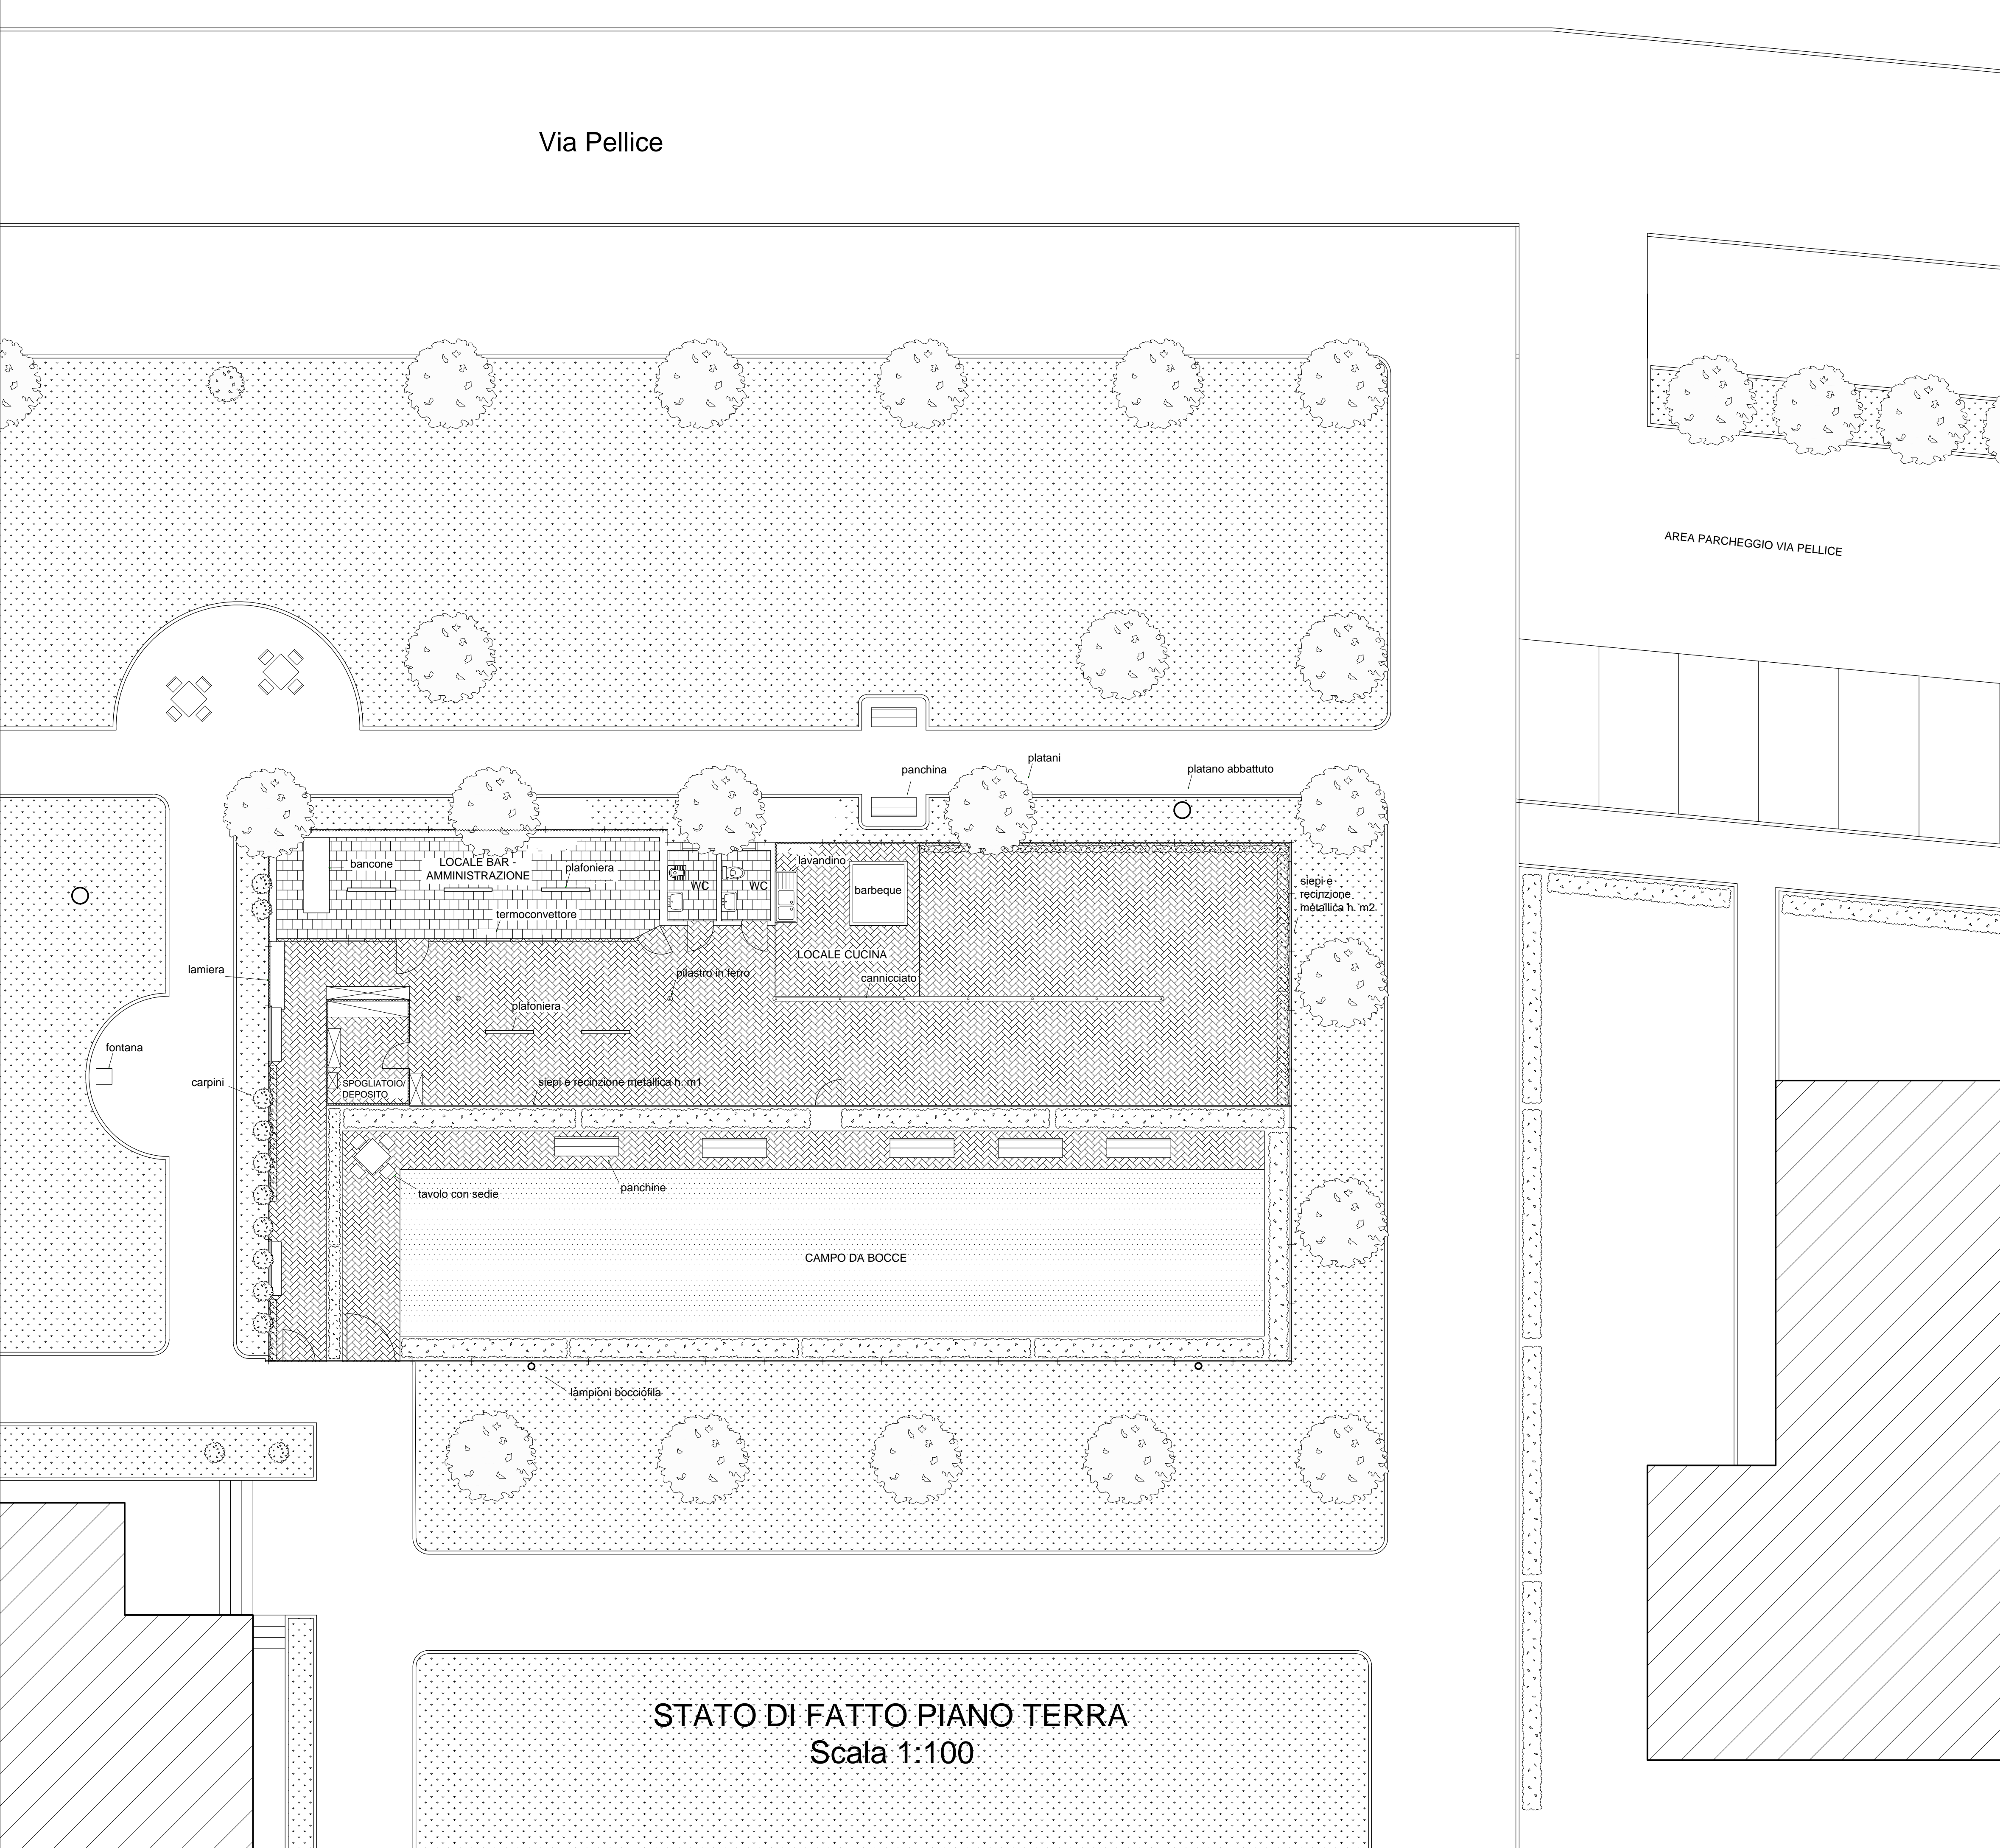 Via Pellice
AREA PARCHEGGIO VIA PELLICE
platani
panchina
platano abbattuto
bancone
LOCALE BAR -
AMMINISTRAZIONE
plafoniera
termoconvettore
WC
WC
lavandino
barbeque
siepi e
recinzione
metallica h. m2
LOCALE CUCINA
cannicciato
lamiera
pilastro in ferro
plafoniera
fontana
carpini
SPOGLIATOIO/
DEPOSITO
siepi e recinzione metallica h. m1
tavolo con sedie
panchine
CAMPO DA BOCCE
lampioni bocciofila
STATO DI FATTO PIANO TERRA
Scala 1:100